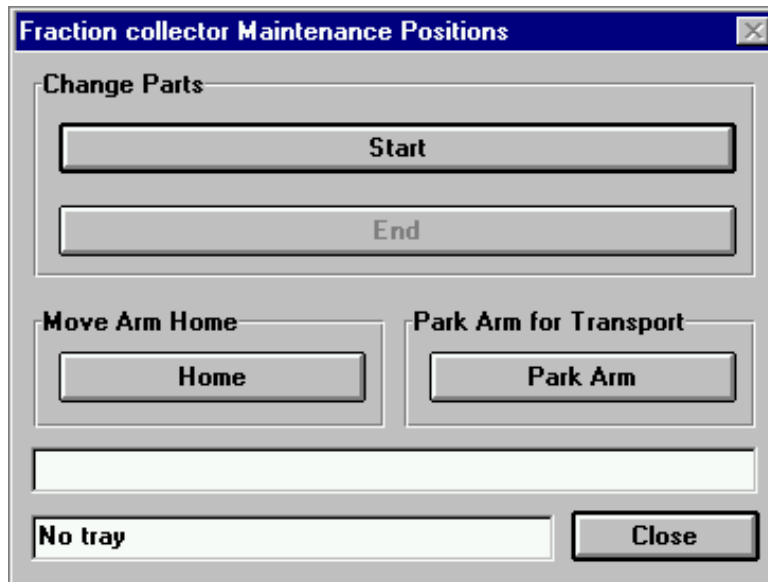 Fraction collector Maintenance Positions
Change Parts
Start
End
Move Arm Home
Home
Park Arm for Transport
Park Arm
No tray
Close